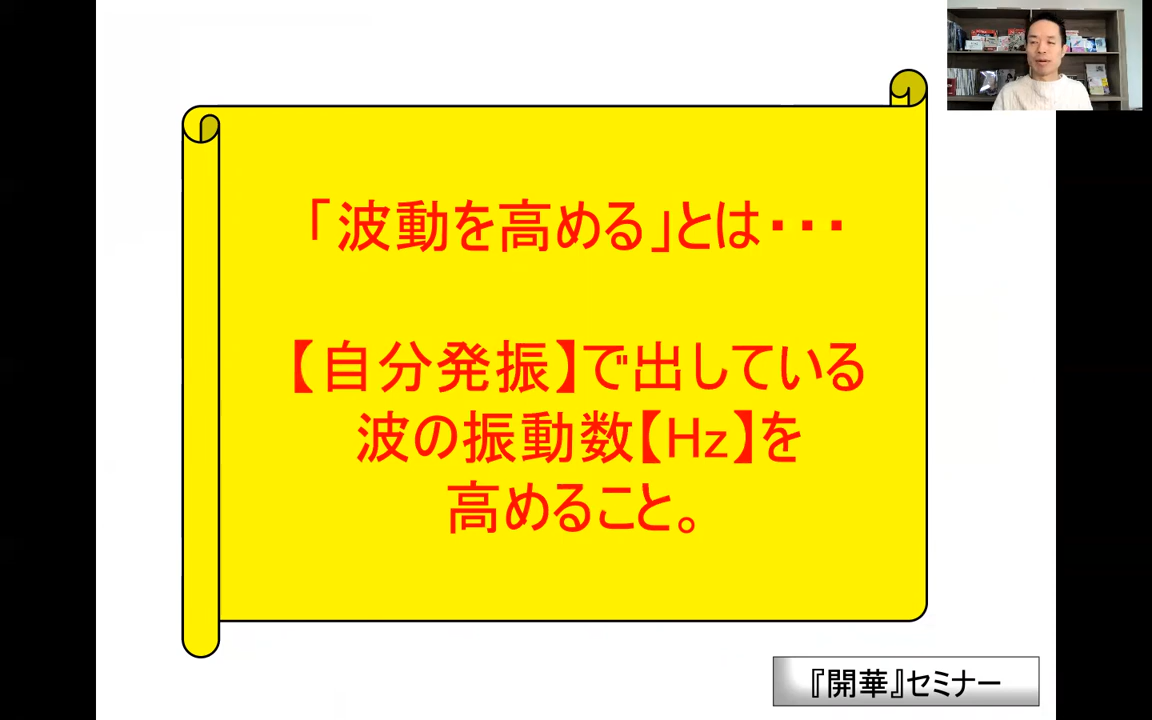 「波動を高める」とは・・・
【自分発振】で出している
波の振動数【Hz】を
高めること。
『開華』セミナー